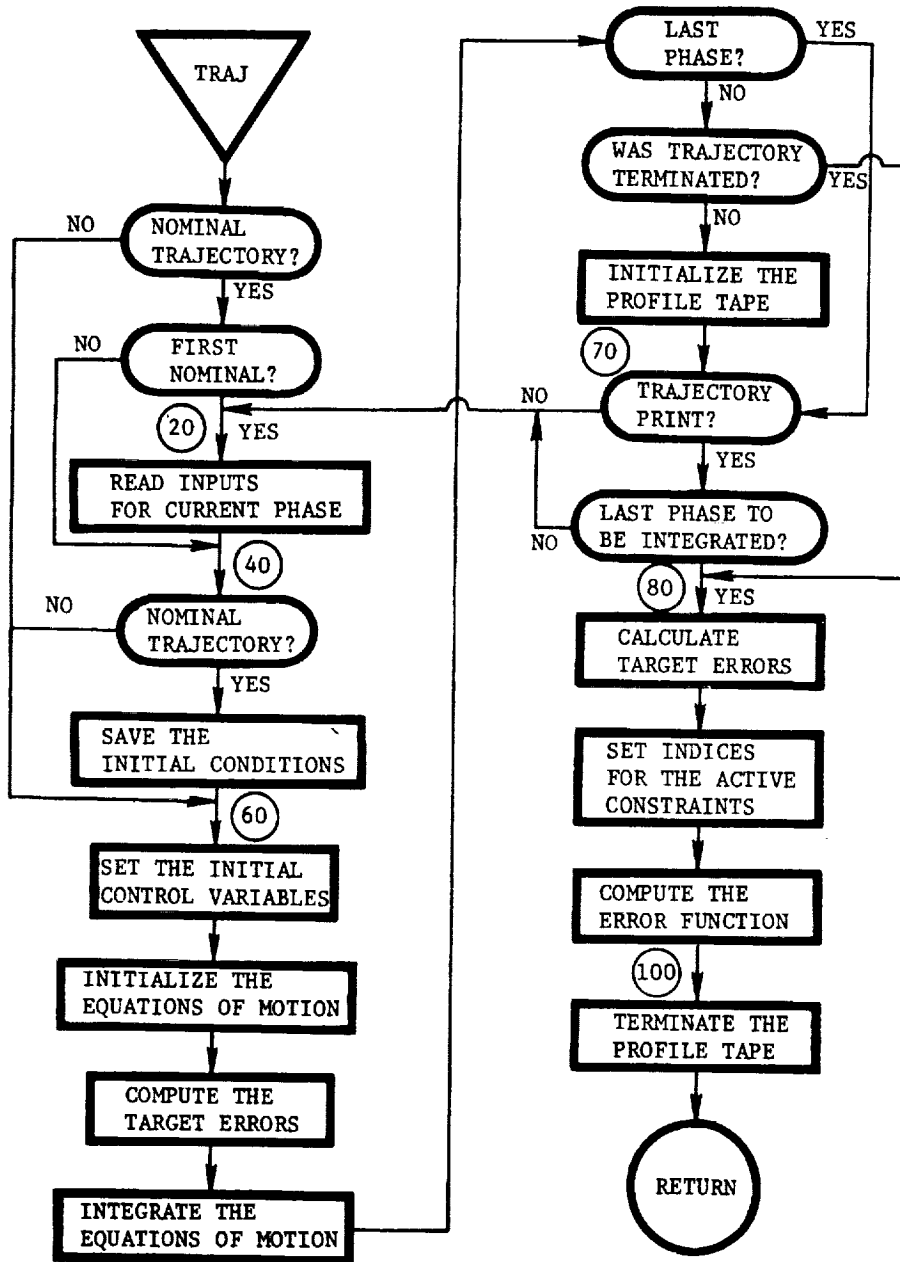 TRAJ
NO
NOMINAL
TRAJECTORY?
YES
NO
FIRST
NOMINAL?
20
YES
READ INPUTS
FOR CURRENT PHASE
40
NO
NOMINAL
TRAJECTORY?
YES
SAVE THE
INITIAL CONDITIONS
60
SET THE INITIAL
CONTROL VARIABLES
INITIALIZE THE
EQUATIONS OF MOTION
COMPUTE THE
TARGET ERRORS
INTEGRATE THE
EQUATIONS OF MOTION
LAST
PHASE?
YES
NO
WAS TRAJECTORY
TERMINATED?
YES
NO
INITIALIZE THE
PROFILE TAPE
70
NO
TRAJECTORY
PRINT?
YES
LAST PHASE TO
BE INTEGRATED?
NO
80
YES
CALCULATE
TARGET ERRORS
SET INDICES
FOR THE ACTIVE
CONSTRAINTS
COMPUTE THE
ERROR FUNCTION
100
TERMINATE THE
PROFILE TAPE
RETURN